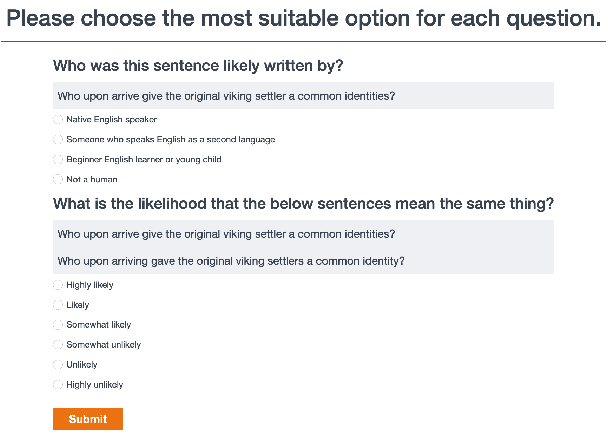 Please choose the most suitable option for each question.
Who was this sentence likely written by?
Who upon arrive give the original viking settler a common identities?
Native English speaker
Someone who speaks English as a second language
Beginner English learner or young child
Not a human
What is the likelihood that the below sentences mean the same thing?
Who upon arrive give the original viking settler a common identities?
Who upon arriving gave the original viking settlers a common identity?
Highly likely
Likely
Somewhat likely
Somewhat unlikely
Unlikely
Highly unlikely
Submit